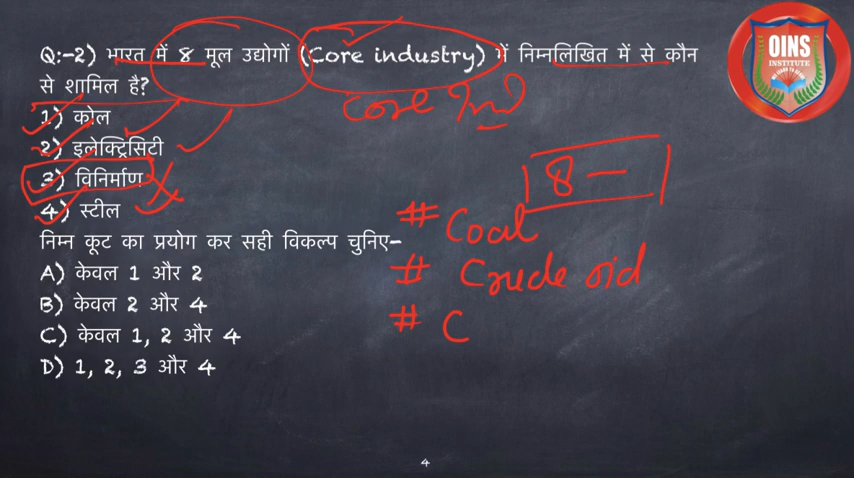 Q:-2) भारत में 8 मूल उद्योगों (Core industry) में निम्नलिखित में से कौन
से शामिल है?
1) कोल
2) इलेक्ट्रिसिटी
3) विनिर्माण
4) स्टील
निम्न कूट का प्रयोग कर सही विकल्प चुनिए-
A) केवल 1 और 2
B) केवल 2 और 4
C) केवल 1, 2 और 4
D) 1, 2, 3 और 4
Core Ind
8 -
# Coal
# Crude oid
# C
OINS
INSTITUTE
4